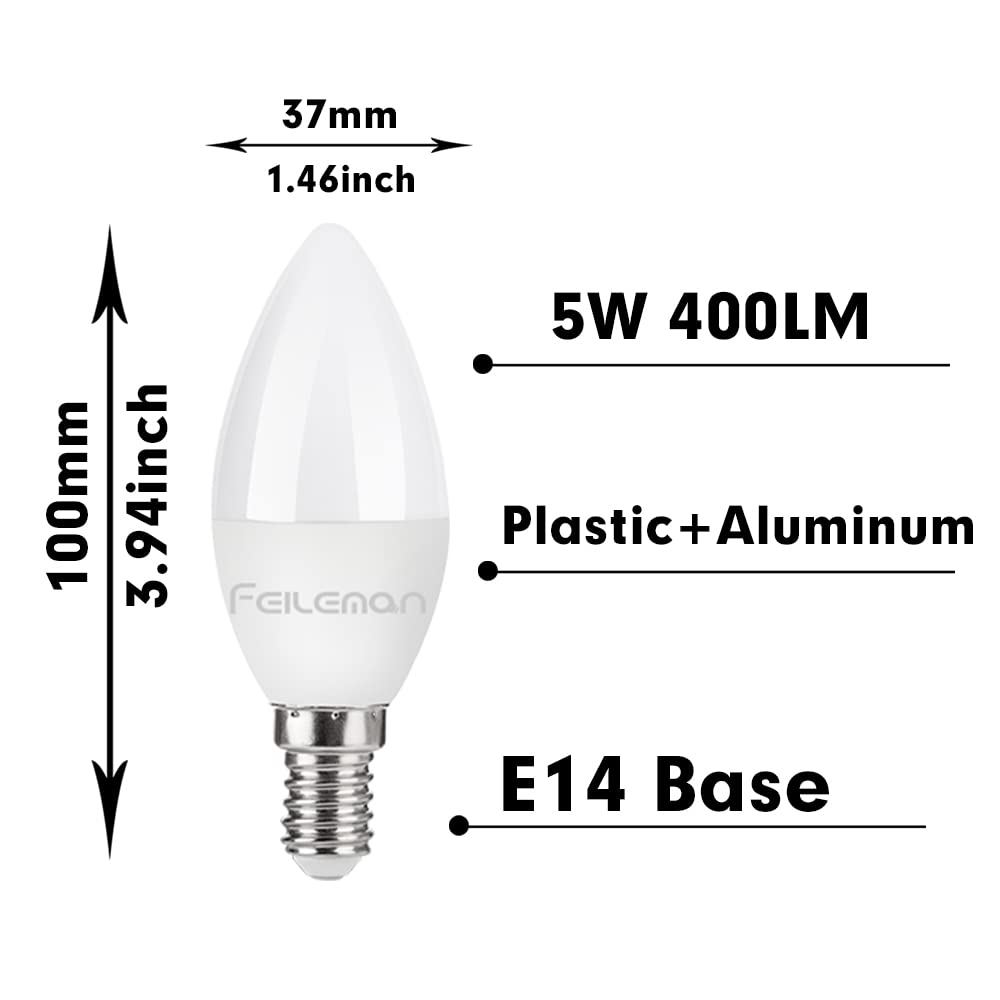 37mm
1.46inch
100mm
3.94inch
5W 400LM
Plastic+Aluminum
FEILEMAN
E14 Base